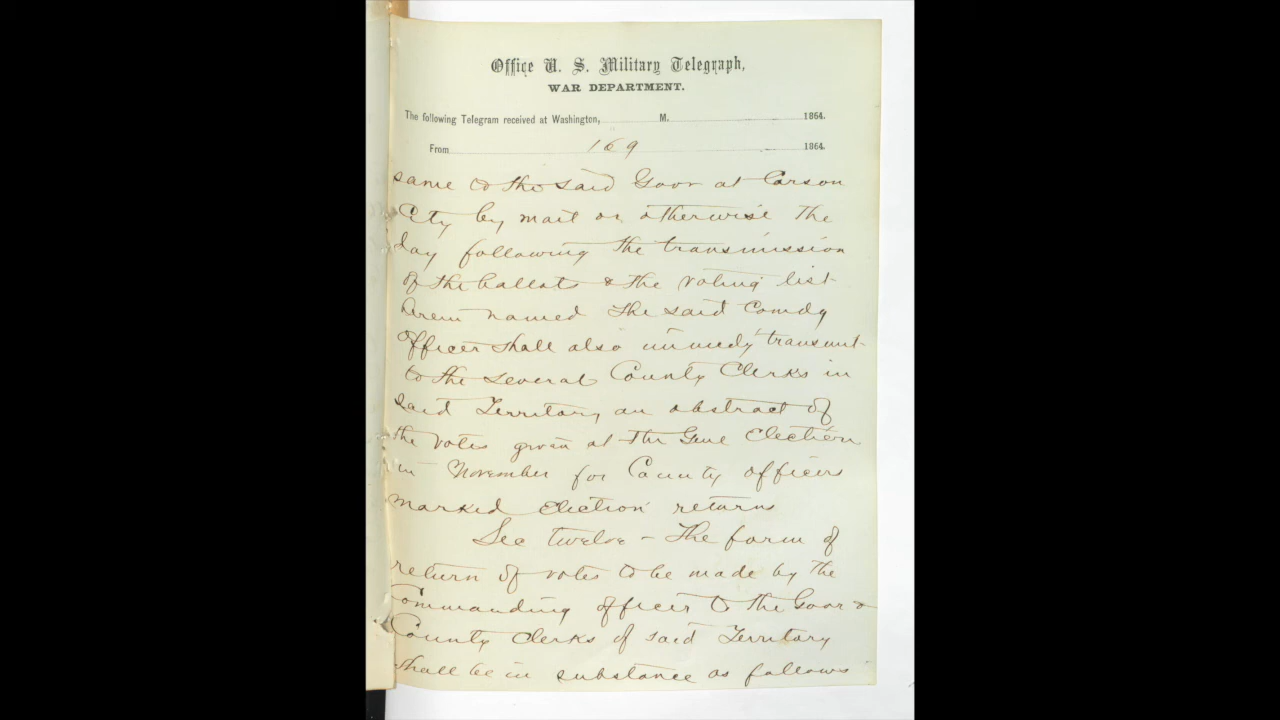 Office U. S. Military Telegraph,
WAR DEPARTMENT.
The following Telegram received at Washington, M. 1864.
From 169 1864.
same to the said Govr at Carson
City by mail or otherwise The
day following the transmission
of the ballots & the voting list
herein named the said Comdg
Officer shall also immedy transmit
to the several County Clerks in
said Territory an abstract of
the votes given at the Genl Election
in November for County officers
marked Election returns
Sec twelve - The form of
return of votes to be made by the
Commanding officer to the Govr &
County Clerks of said Territory
shall be in substance as follows